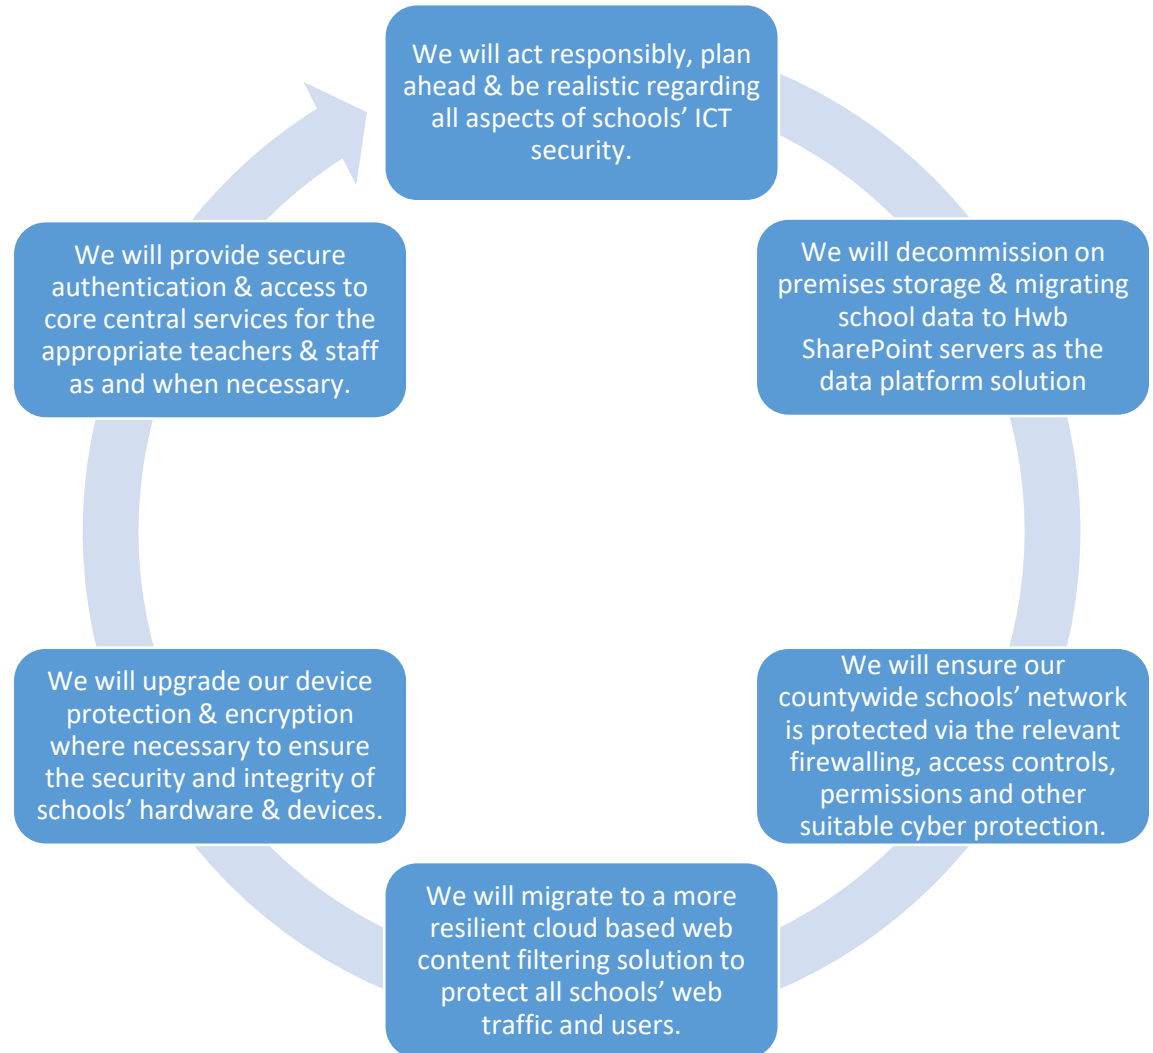 We will act responsibly, plan
ahead & be realistic regarding
all aspects of schools’ ICT
security.
We will decommission on
premises storage & migrating
school data to Hwb
SharePoint servers as the
data platform solution
We will ensure our
countywide schools’ network
is protected via the relevant
firewalling, access controls,
permissions and other
suitable cyber protection.
We will migrate to a more
resilient cloud based web
content filtering solution to
protect all schools’ web
traffic and users.
We will upgrade our device
protection & encryption
where necessary to ensure
the security and integrity of
schools’ hardware & devices.
We will provide secure
authentication & access to
core central services for the
appropriate teachers & staff
as and when necessary.